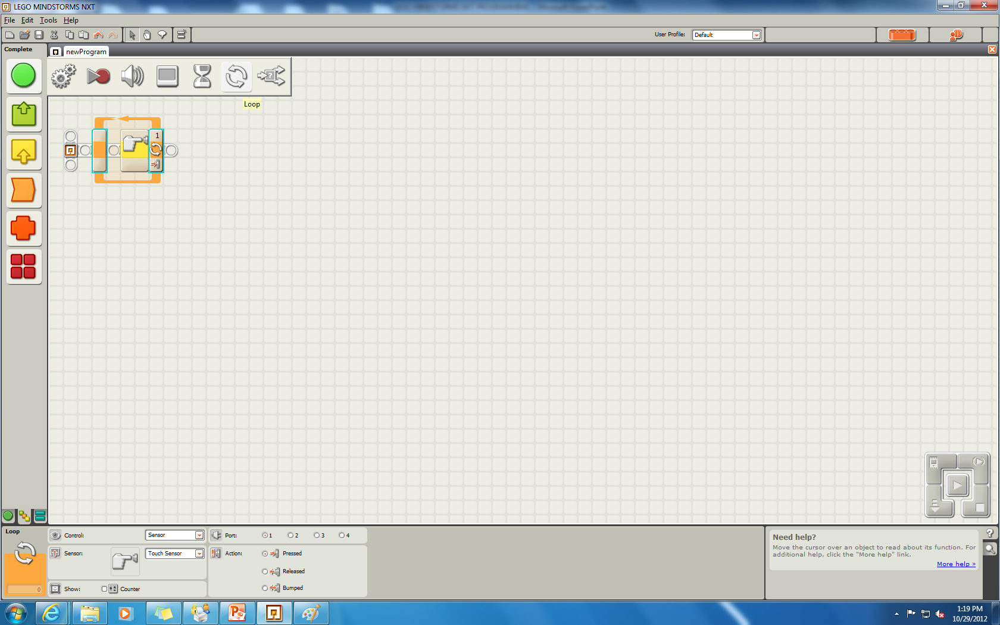 LEGO MINDSTORMS NXT
File Edit Tools Help
User Profile: Default
Complete
newProgram
Loop
1
Loop
Control: Sensor
Port: 1 2 3 4
Sensor: Touch Sensor
Action: Pressed
Released
Show: Counter
Bumped
0
Need help?
Move the cursor over an object to read about its function. For
additional help, click the "More help" link.
More help »
1:19 PM
10/29/2012